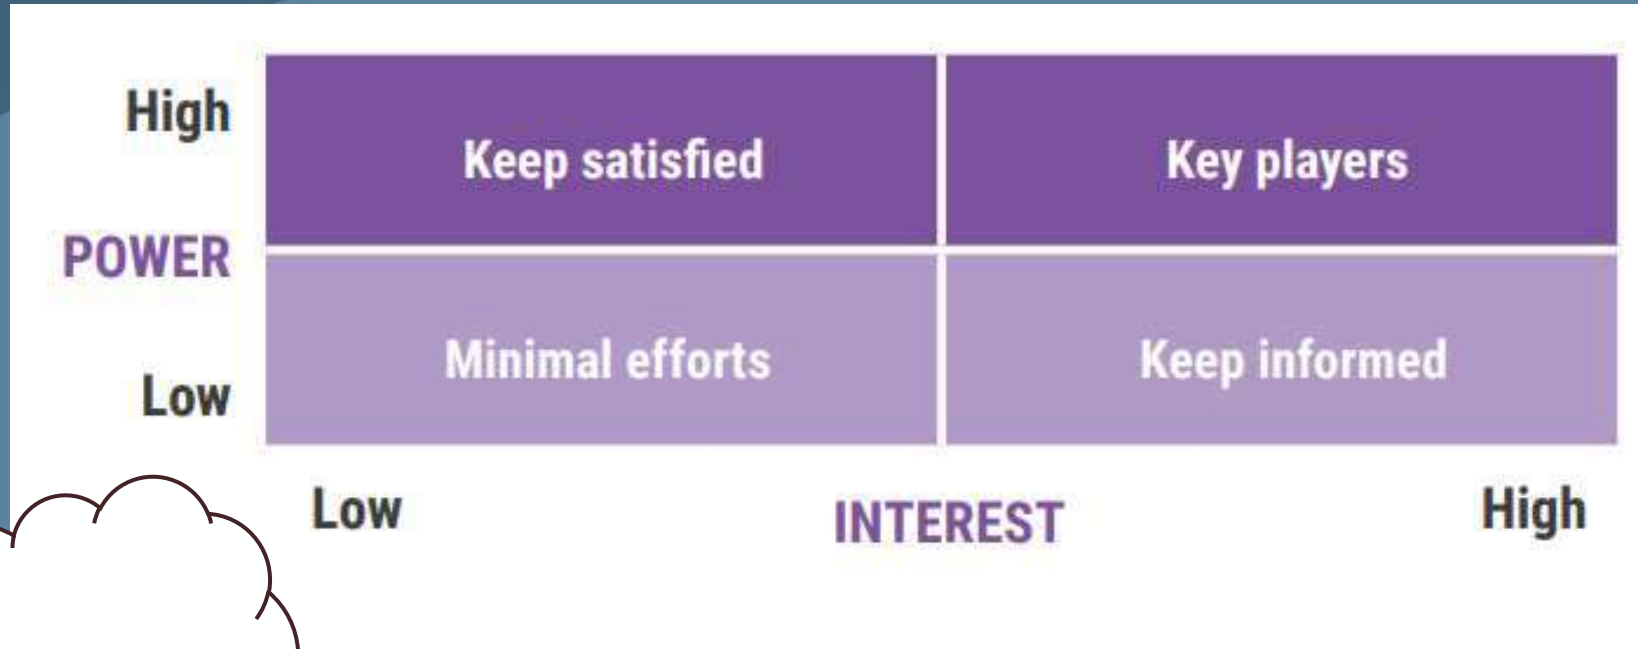 High
Keep satisfied
Key players
POWER
Minimal efforts
Keep informed
Low
Low
INTEREST
High